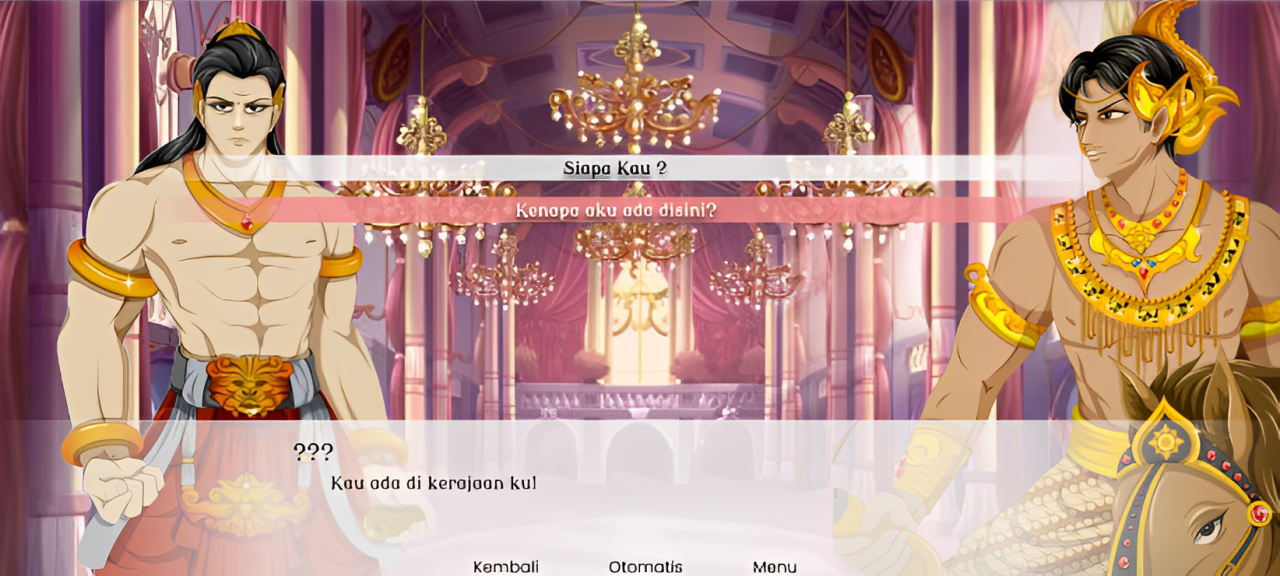 Siapa Kau ?
Kenapa aku ada disini?
???
Kau ada di kerajaan ku!
Kembali
Otomatis
Menu